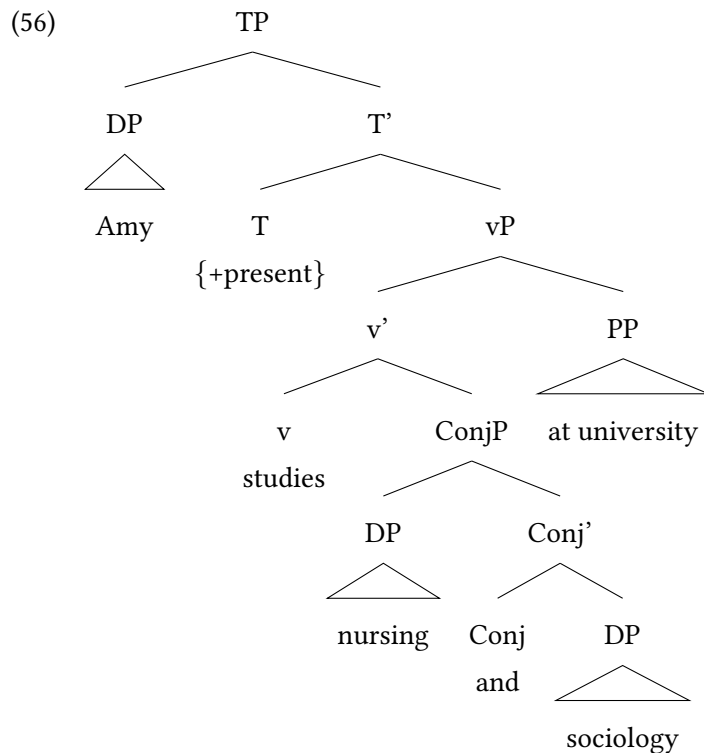 (56) TP
DP T’
Amy T vP
{+present}
v’ PP
v ConjP at university
studies
DP Conj’
nursing Conj DP
and
sociology